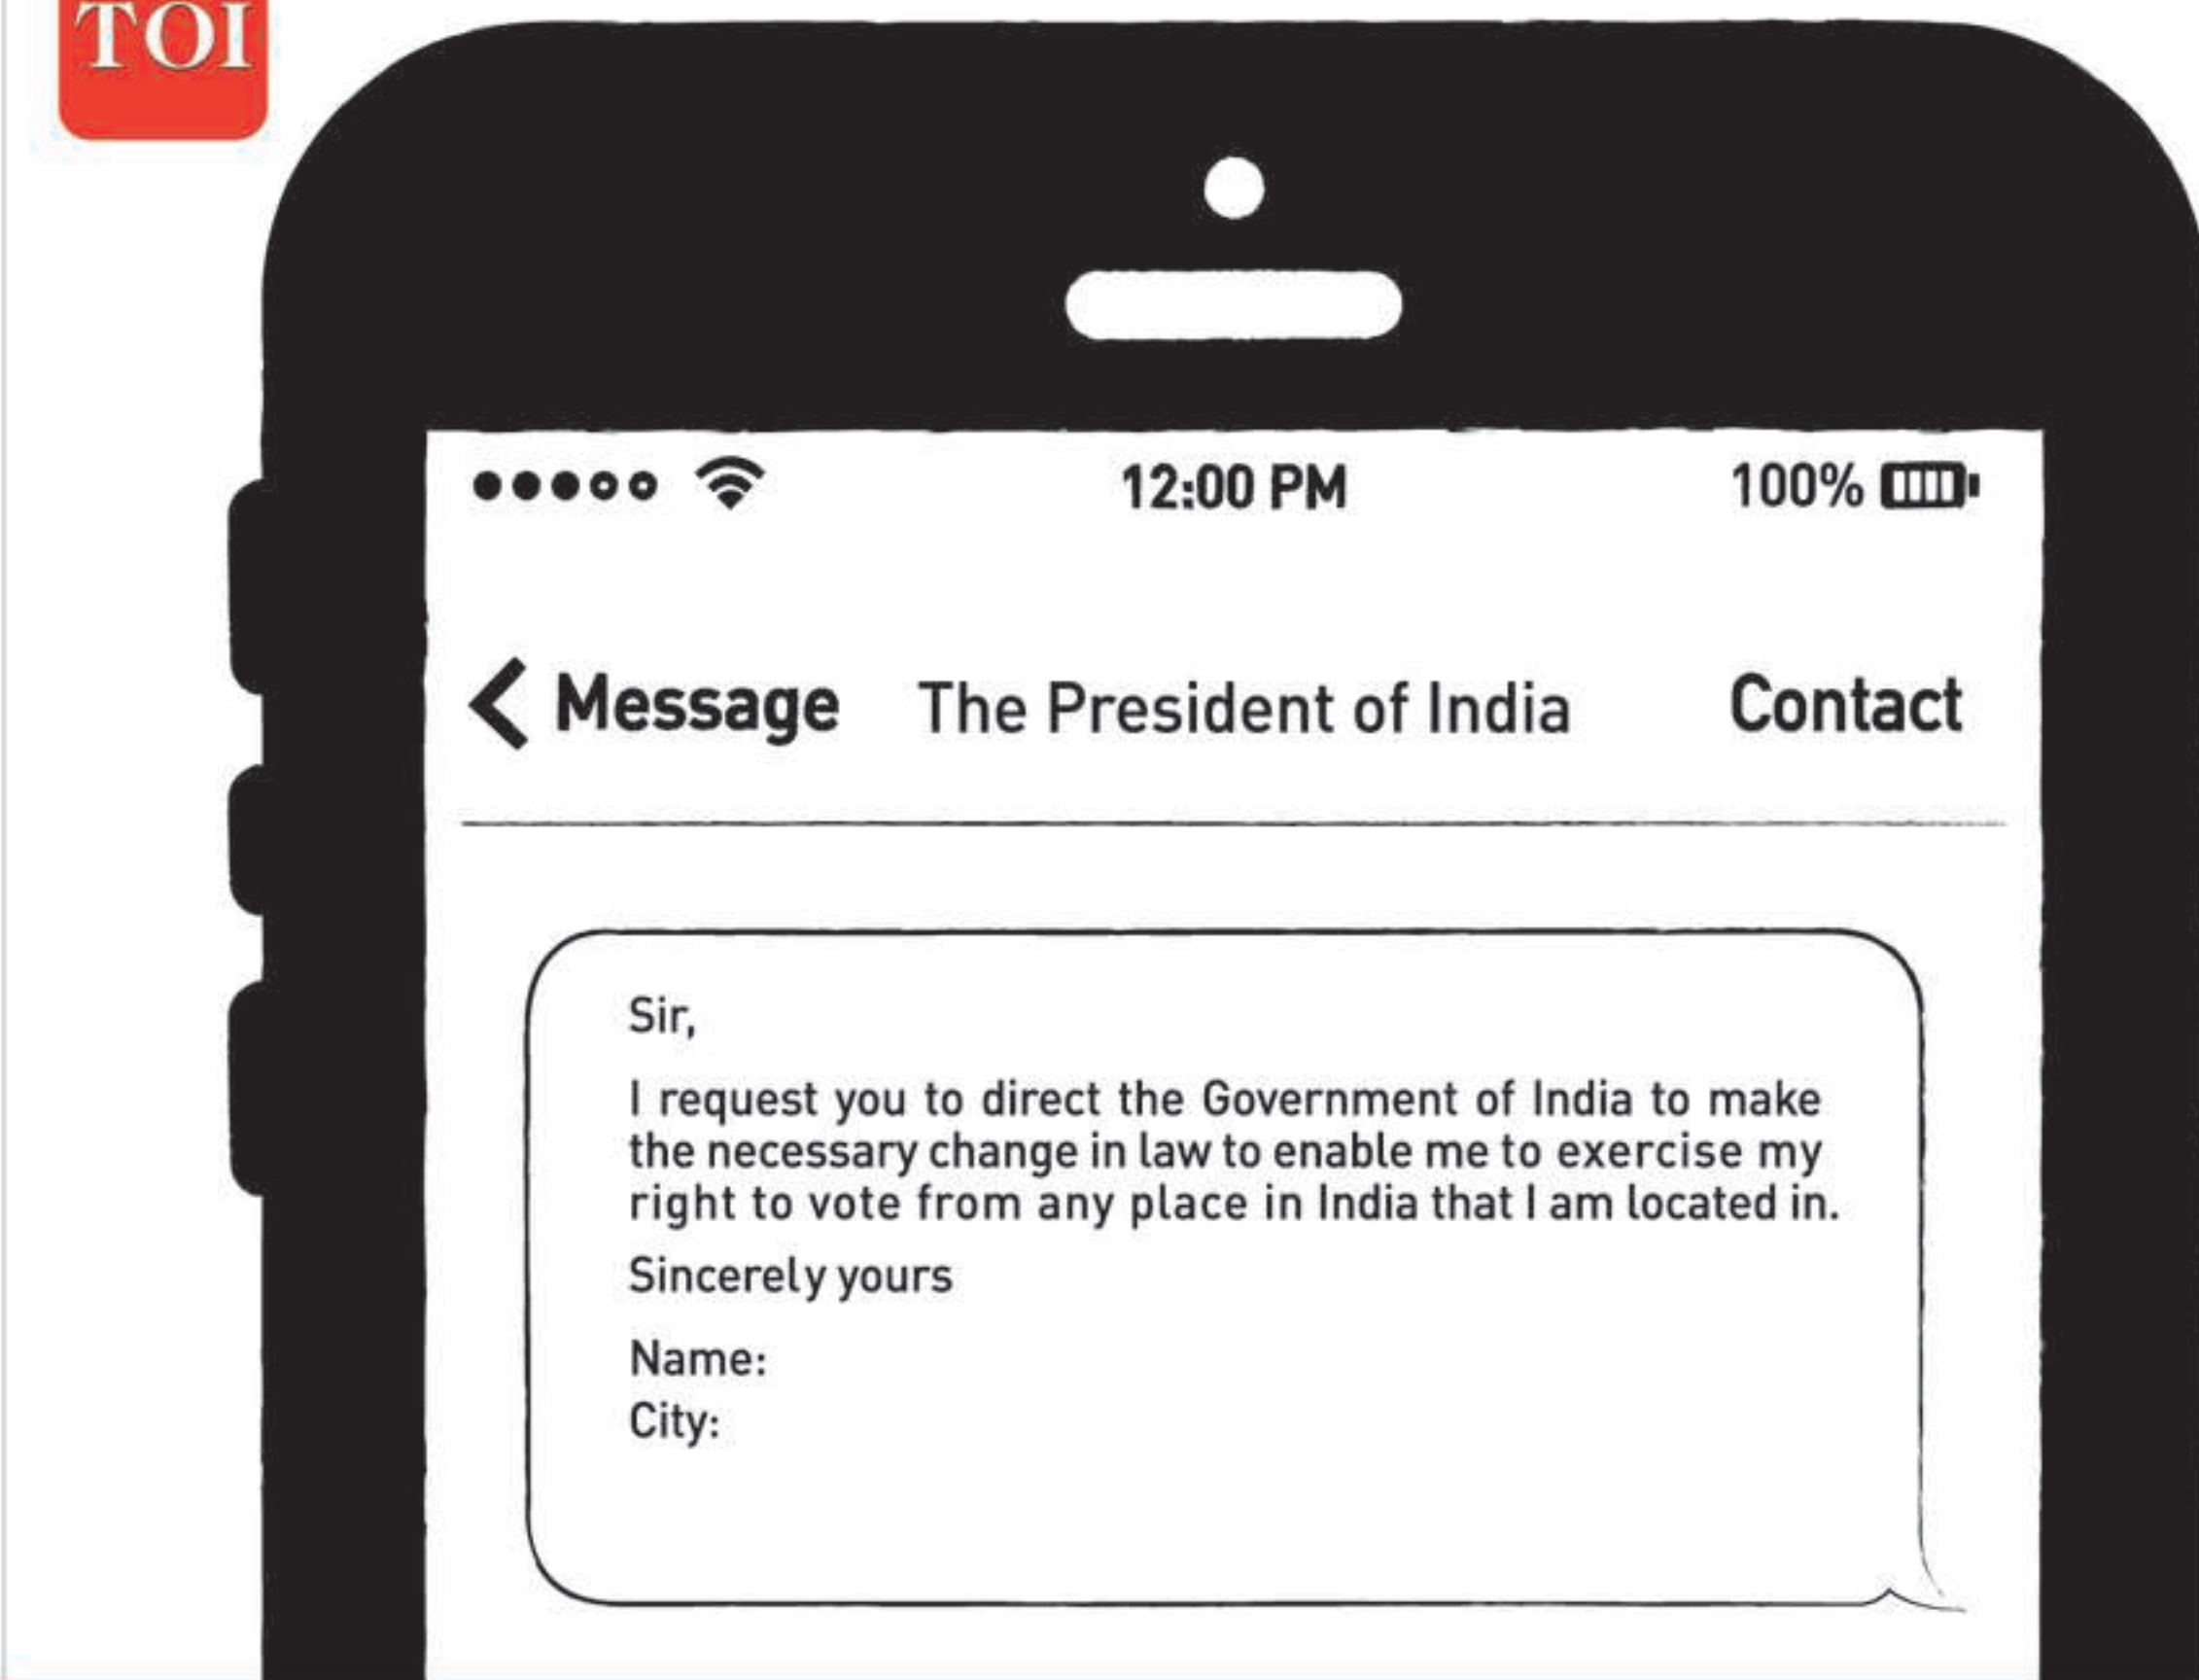 TOI
12:00 PM 100%
Message The President of India Contact
Sir,
I request you to direct the Government of India to make
the necessary change in law to enable me to exercise my
right to vote from any place in India that I am located in.
Sincerely yours
Name:
City: